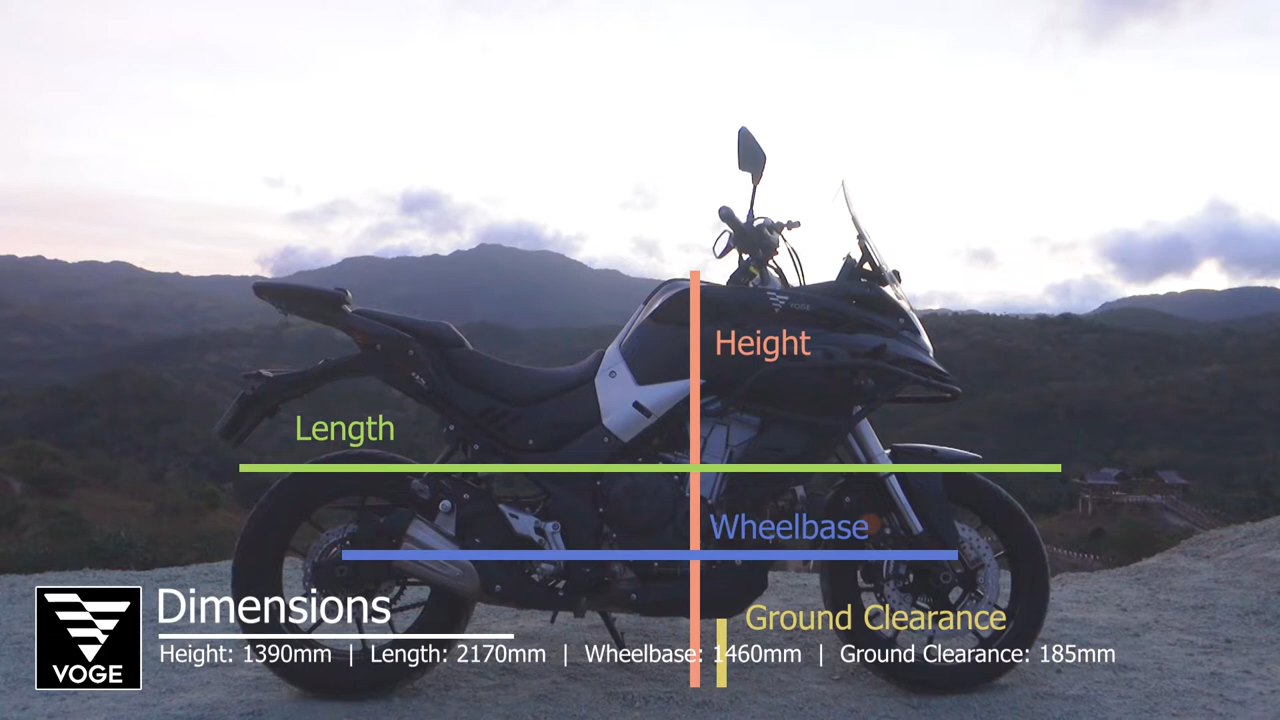 VOGE
Height
Length
Wheelbase
Ground Clearance
Dimensions
Height: 1390mm | Length: 2170mm | Wheelbase: 1460mm | Ground Clearance: 185mm
VOGE